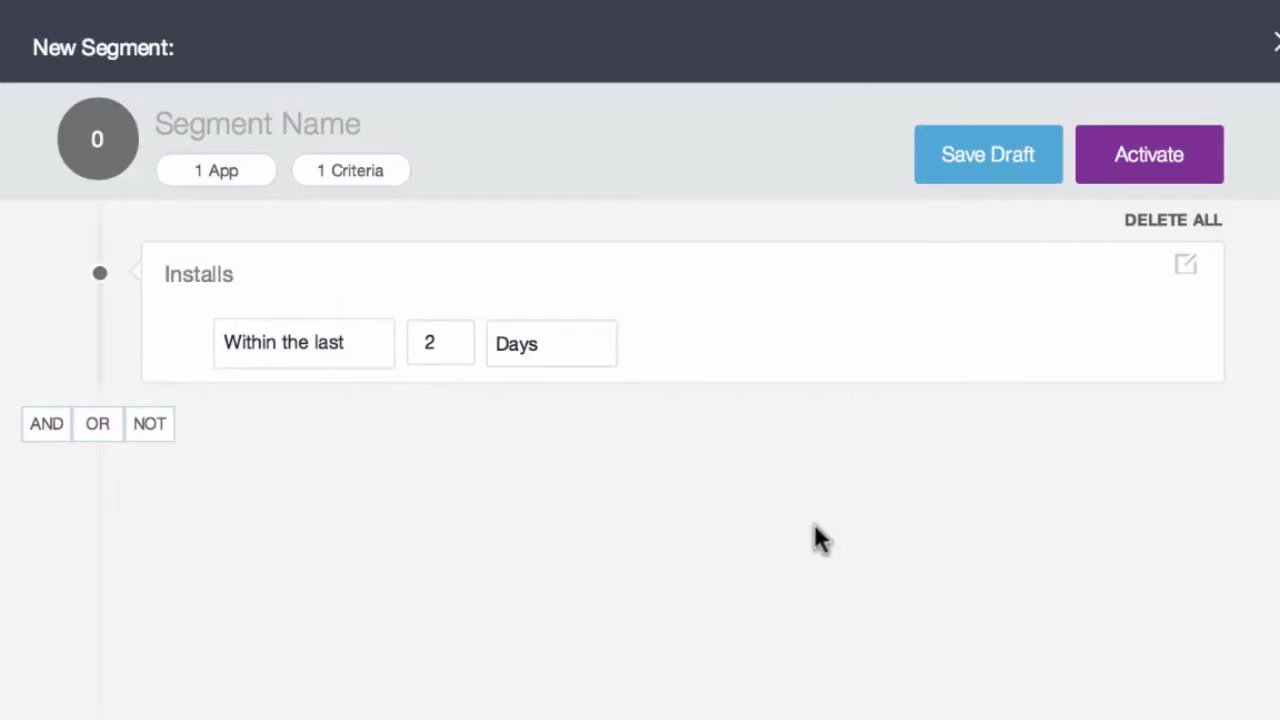 New Segment:
0
Segment Name
1 App
1 Criteria
Save Draft
Activate
DELETE ALL
Installs
Within the last
2
Days
AND
OR
NOT